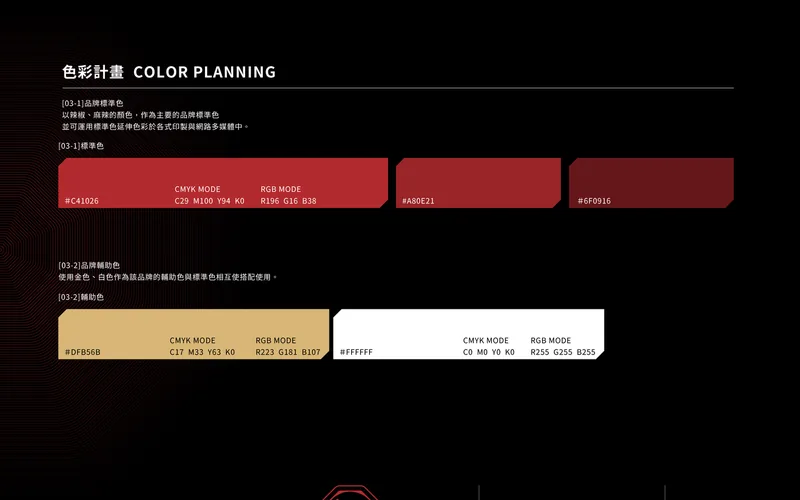 色彩計畫 COLOR PLANNING
[03-1]品牌標準色
以辣椒、麻辣的顏色，作為主要的品牌標準色
並可運用標準色延伸色彩於各式印製與網路多媒體中。
[03-1]標準色
CMYK MODE RGB MODE
#C41026 C29 M100 Y94 K0 R196 G16 B38 #A80E21 #6F0916
[03-2]品牌輔助色
使用金色、白色作為該品牌的輔助色與標準色相互使搭配使用。
[03-2]輔助色
CMYK MODE RGB MODE CMYK MODE RGB MODE
#DFB56B C17 M33 Y63 K0 R223 G181 B107 #FFFFFF C0 M0 Y0 K0 R255 G255 B255